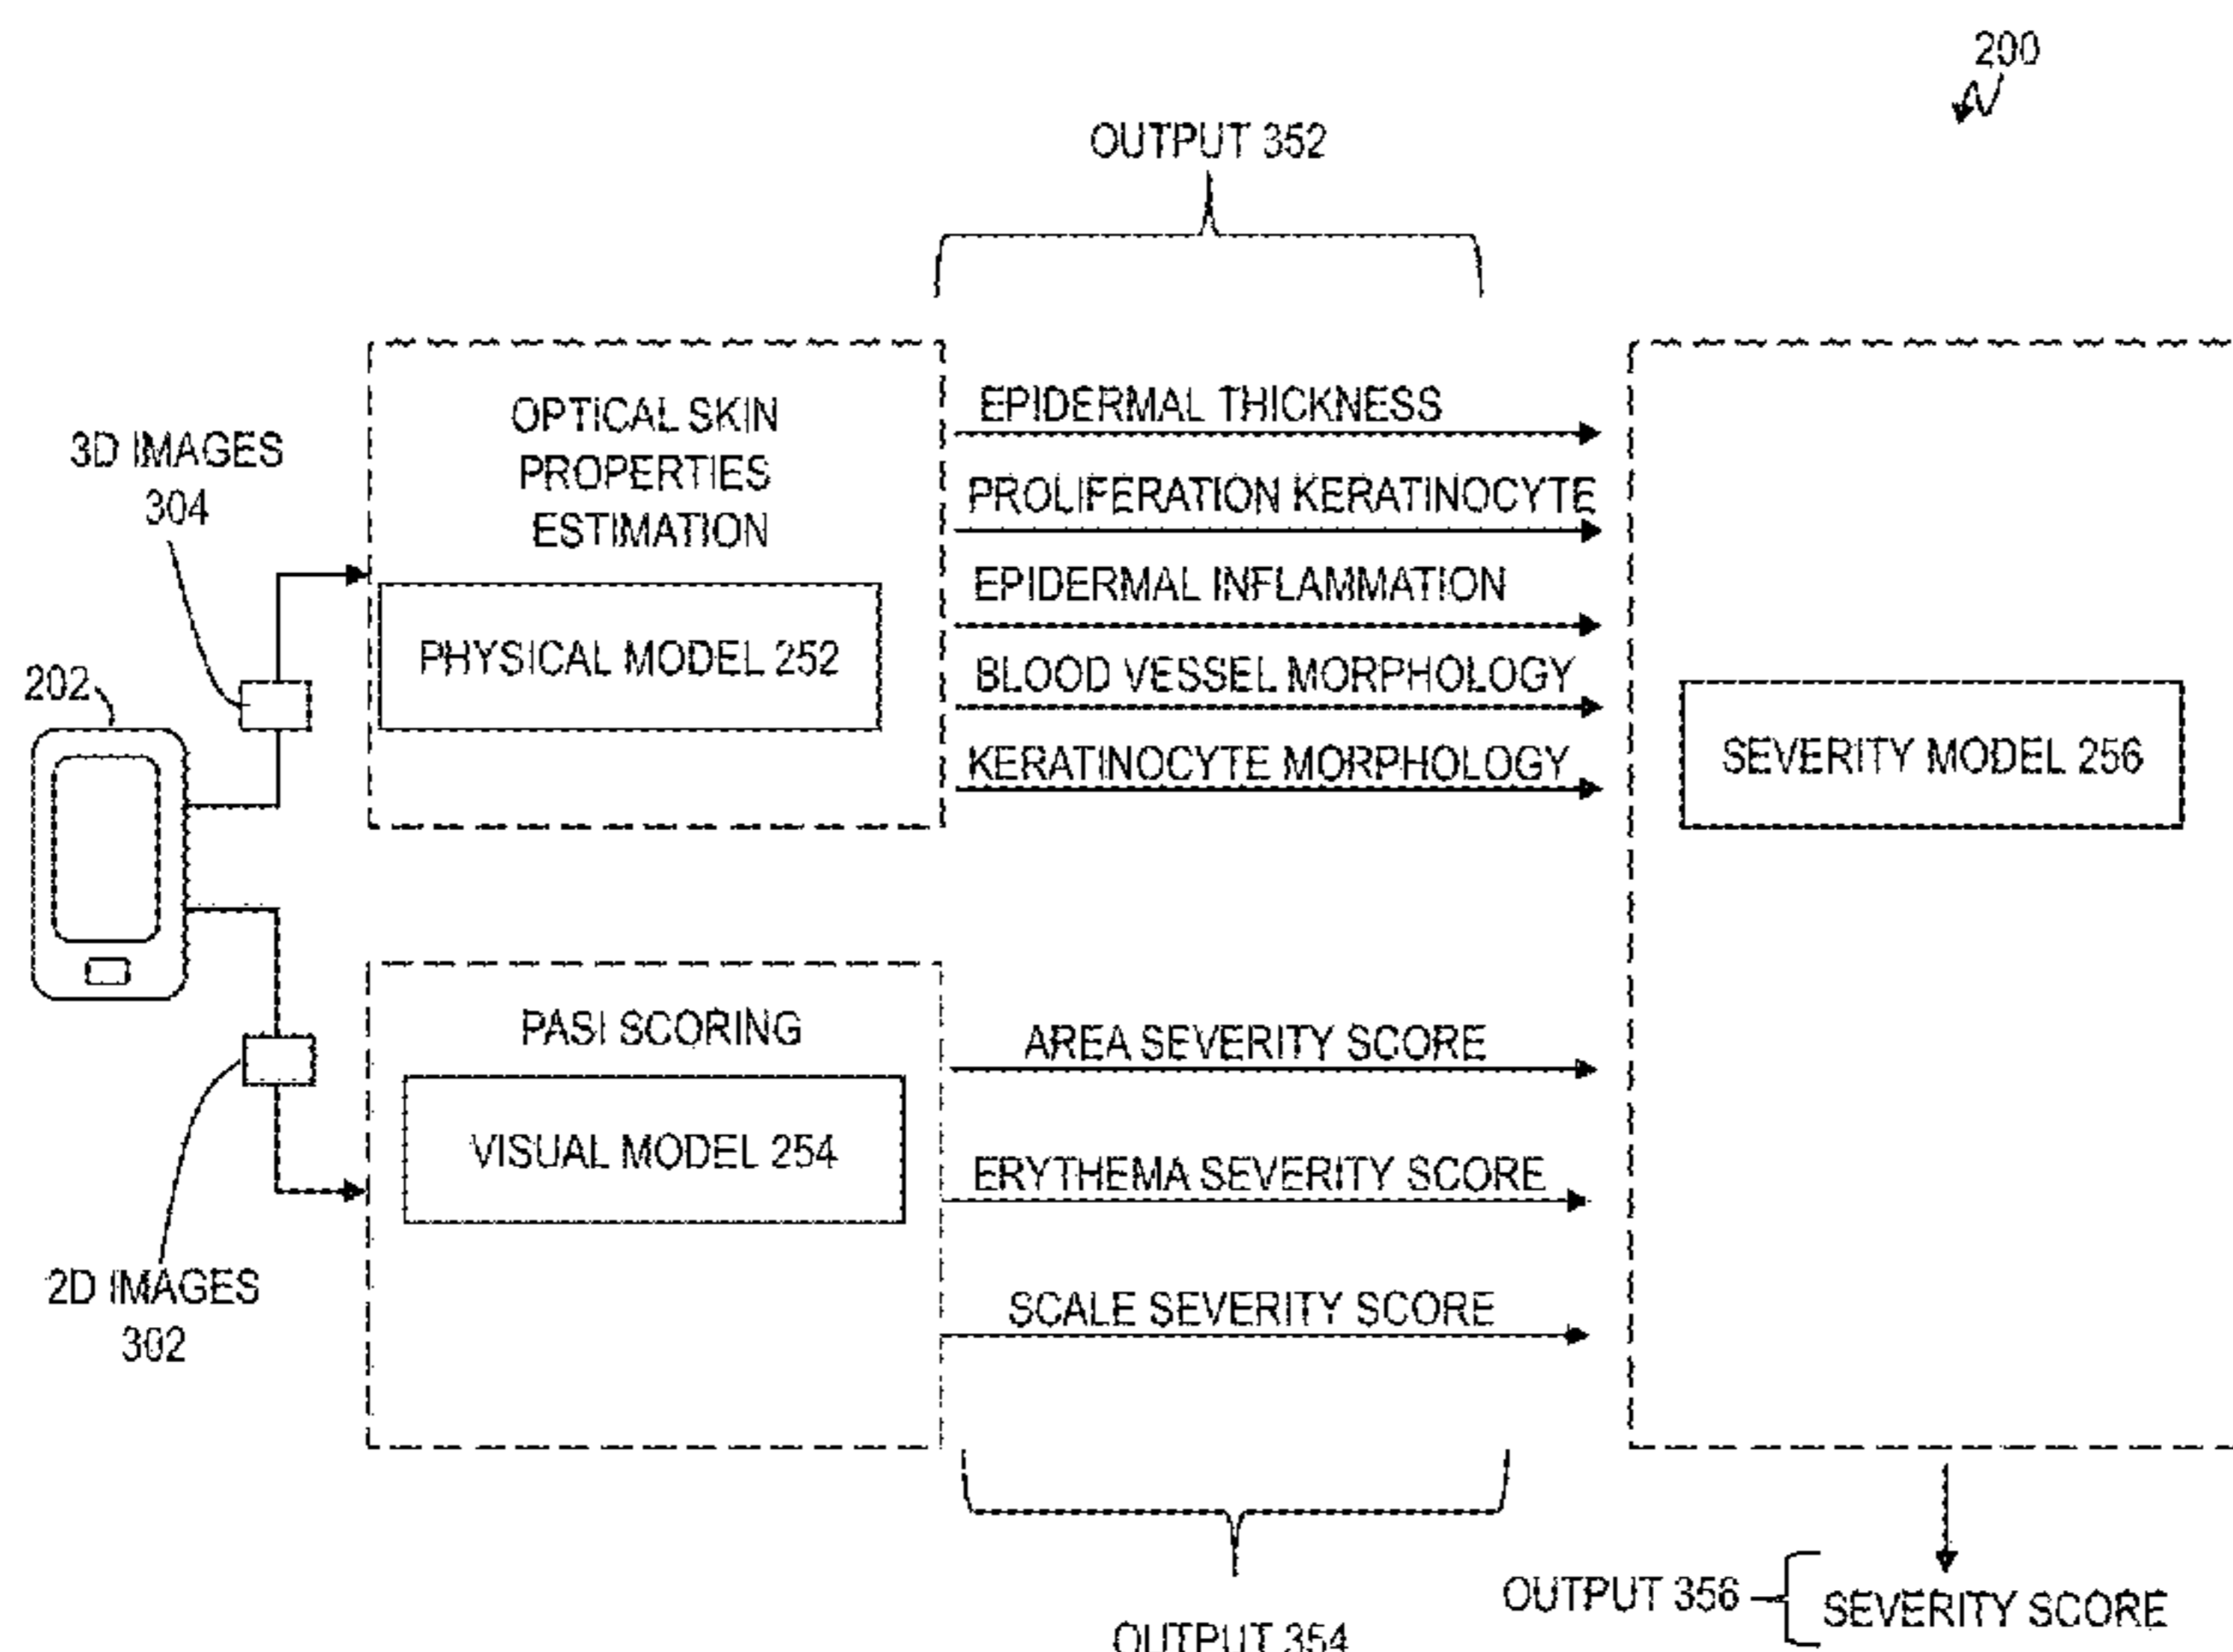 200
OUTPUT 352
OPTICAL SKIN
PROPERTIES
ESTIMATION
PHYSICAL MODEL 252
3D IMAGES
304
202
EPIDERMAL THICKNESS
PROLIFERATION KERATINOCYTE
EPIDERMAL INFLAMMATION
BLOOD VESSEL MORPHOLOGY
KERATINOCYTE MORPHOLOGY
SEVERITY MODEL 256
PASI SCORING
VISUAL MODEL 254
2D IMAGES
302
AREA SEVERITY SCORE
ERYTHEMA SEVERITY SCORE
SCALE SEVERITY SCORE
OUTPUT 354
OUTPUT 356
SEVERITY SCORE